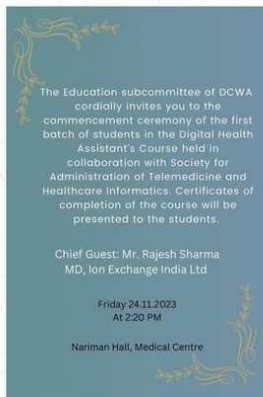 The Education subcommittee of DCWA
cordially invites you to the
commencement ceremony of the first
batch of students in the Digital Health
Assistant's Course held in
collaboration with Society for
Administration of Telemedicine and
Healthcare Informatics. Certificates of
completion of the course will be
presented to the students.
Chief Guest: Mr. Rajesh Sharma
MD, Ion Exchange India Ltd
Friday 24.11.2023
At 2:20 PM
Nariman Hall, Medical Centre